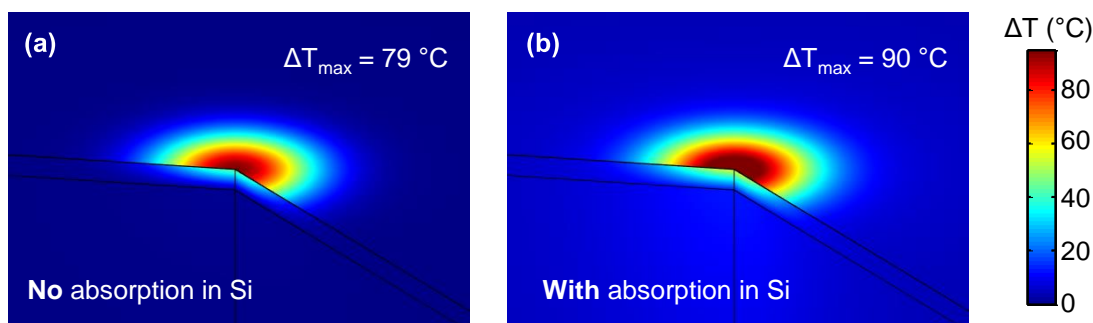 (a)
ΔTmax = 79 °C
No absorption in Si
(b)
ΔTmax = 90 °C
With absorption in Si
ΔT (°C)
80
60
40
20
0